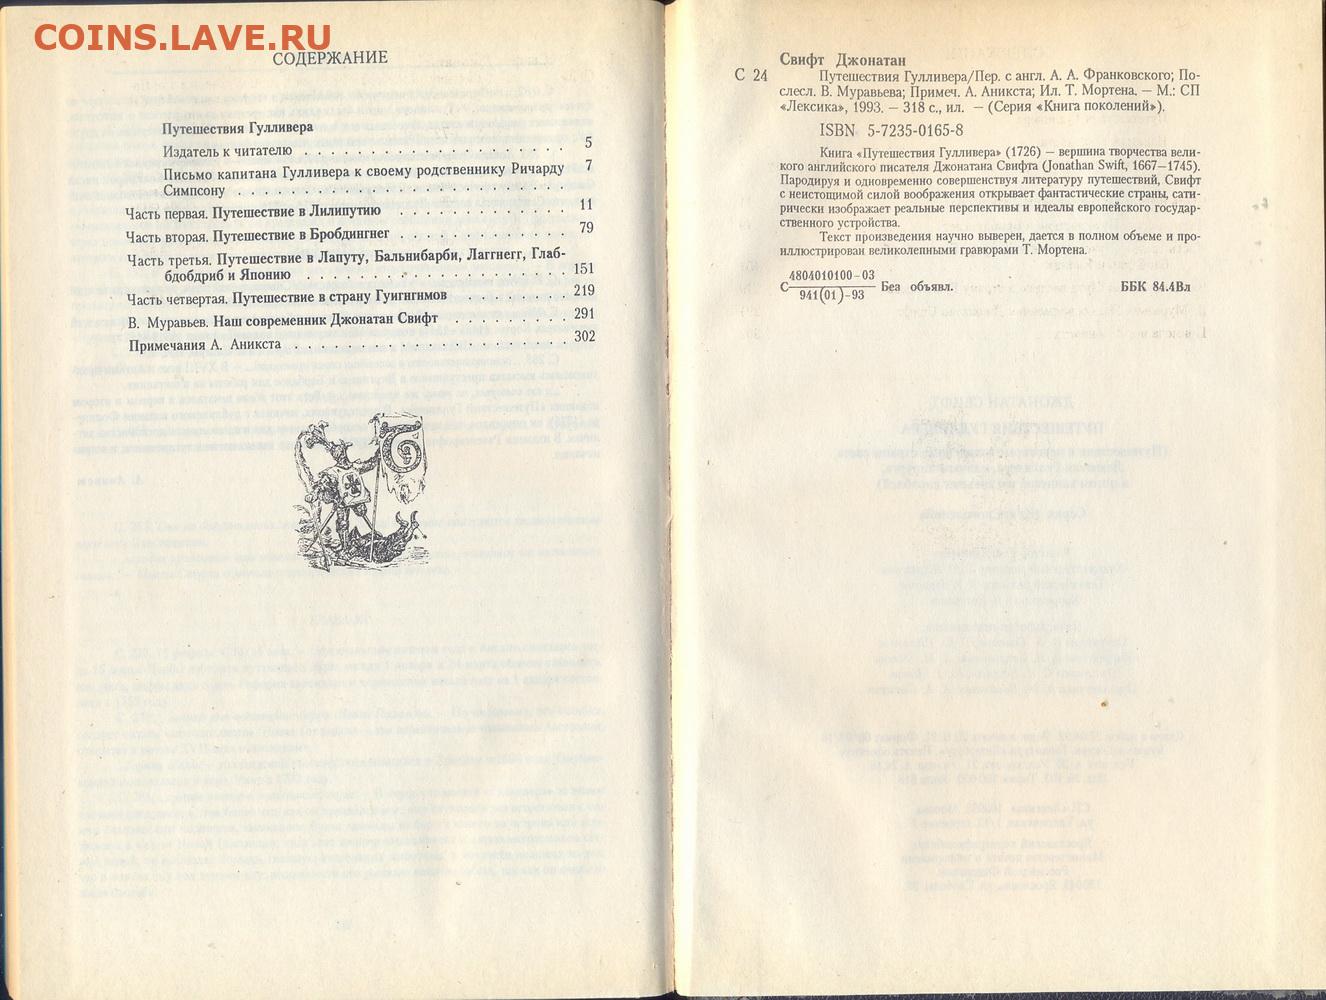 COINS.LAVE.RU
СОДЕРЖАНИЕ
Путешествия Гулливера
Издатель к читателю . . . . . . . . . . . . . . . . . . . . 5
Письмо капитана Гулливера к своему родственнику Ричарду 7
Симпсону . . . . . . . . . . . . . . . . . . . . . . . .
Часть первая. Путешествие в Лилипутию . . . . . . . . . . . . 11
Часть вторая. Путешествие в Бробдингнег . . . . . . . . . . . . 79
Часть третья. Путешествие в Лапуту, Бальнибарби, Лаггнегг, Глаб-
бдобдриб и Японию . . . . . . . . . . . . . . . . . . . 151
Часть четвертая. Путешествие в страну Гуигнгнмов . . . . . . . . 219
В. Муравьев. Наш современник Джонатан Свифт . . . . . . . . . 291
Примечания А. Аникста . . . . . . . . . . . . . . . . . . . . 302
Свифт Джонатан
С 24 Путешествия Гулливера/Пер. с англ. А. А. Франковского; По-
слесл. В. Муравьева; Примеч. А. Аникста; Ил. Т. Мортена. — М.: СП
«Лексика», 1993. — 318 с., ил. — (Серия «Книга поколений»).
ISBN 5-7235-0165-8
Книга «Путешествия Гулливера» (1726) — вершина творчества вели-
кого английского писателя Джонатана Свифта (Jonathan Swift, 1667—1745).
Пародируя и одновременно совершенствуя литературу путешествий, Свифт
с неистощимой силой воображения открывает фантастические страны, сати-
рически изображает реальные перспективы и идеалы европейского государ-
ственного устройства.
Текст произведения научно выверен, дается в полном объеме и про-
иллюстрирован великолепными гравюрами Т. Мортена.
4804010100-03
С Без объявл. ББК 84.4Вл
941(01)-93